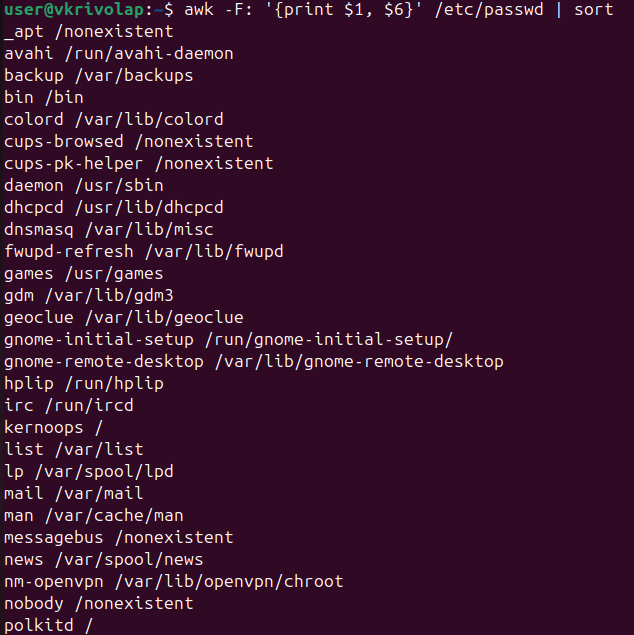 user@vkrivolap:~$ awk -F: '{print $1, $6}' /etc/passwd | sort
_apt /nonexistent
avahi /run/avahi-daemon
backup /var/backups
bin /bin
colord /var/lib/colord
cups-browsed /nonexistent
cups-pk-helper /nonexistent
daemon /usr/sbin
dhcpcd /usr/lib/dhcpcd
dnsmasq /var/lib/misc
fwupd-refresh /var/lib/fwupd
games /usr/games
gdm /var/lib/gdm3
geoclue /var/lib/geoclue
gnome-initial-setup /run/gnome-initial-setup/
gnome-remote-desktop /var/lib/gnome-remote-desktop
hplip /run/hplip
irc /run/ircd
kernoops /
list /var/list
lp /var/spool/lpd
mail /var/mail
man /var/cache/man
messagebus /nonexistent
news /var/spool/news
nm-openvpn /var/lib/openvpn/chroot
nobody /nonexistent
polkitd /